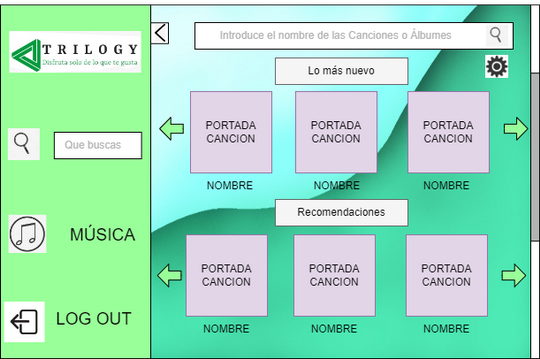 TRILOGY
Disfruta solo de lo que te gusta
Que buscas
MÚSICA
LOG OUT
Introduce el nombre de las Canciones o Álbumes
Lo más nuevo
PORTADA
CANCION
PORTADA
CANCION
PORTADA
CANCION
NOMBRE
NOMBRE
NOMBRE
Recomendaciones
PORTADA
CANCION
PORTADA
CANCION
PORTADA
CANCION
NOMBRE
NOMBRE
NOMBRE